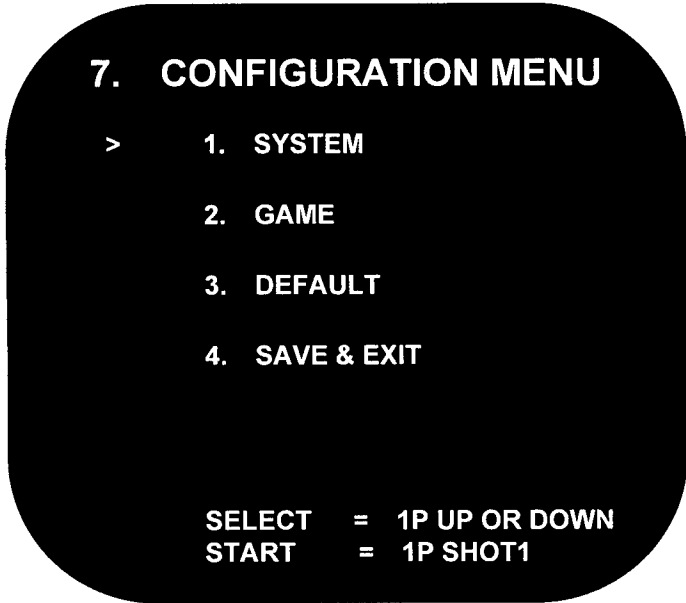 7. CONFIGURATION MENU
> 1. SYSTEM
2. GAME
3. DEFAULT
4. SAVE & EXIT
SELECT = 1P UP OR DOWN
START = 1P SHOT1